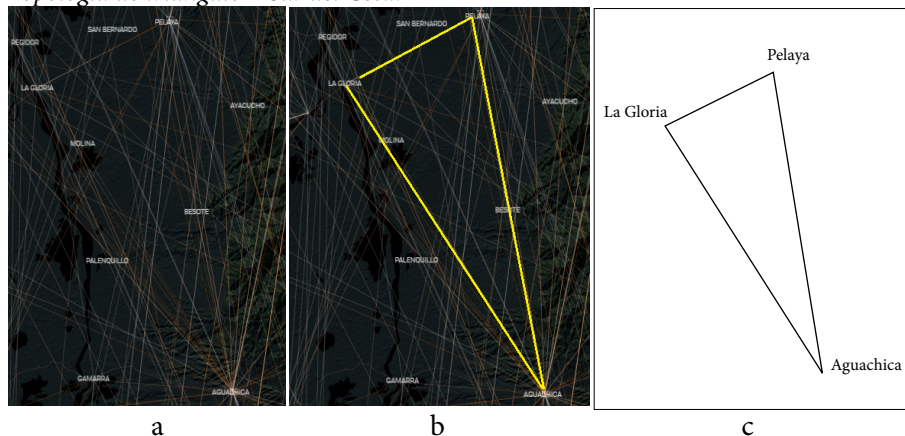 PELAYA
SAN BERNARDO
REGIDOR
LA GLORIA
AYACUCHO
MOLINA
BESOTE
PALENQUILLO
GAMARRA
AGUACHICA
a
PELAYA
SAN BERNARDO
REGIDOR
LA GLORIA
AYACUCHO
MOLINA
BESOTE
PALENQUILLO
GAMARRA
AGUACHICA
b
Pelaya
La Gloria
Aguachica
c